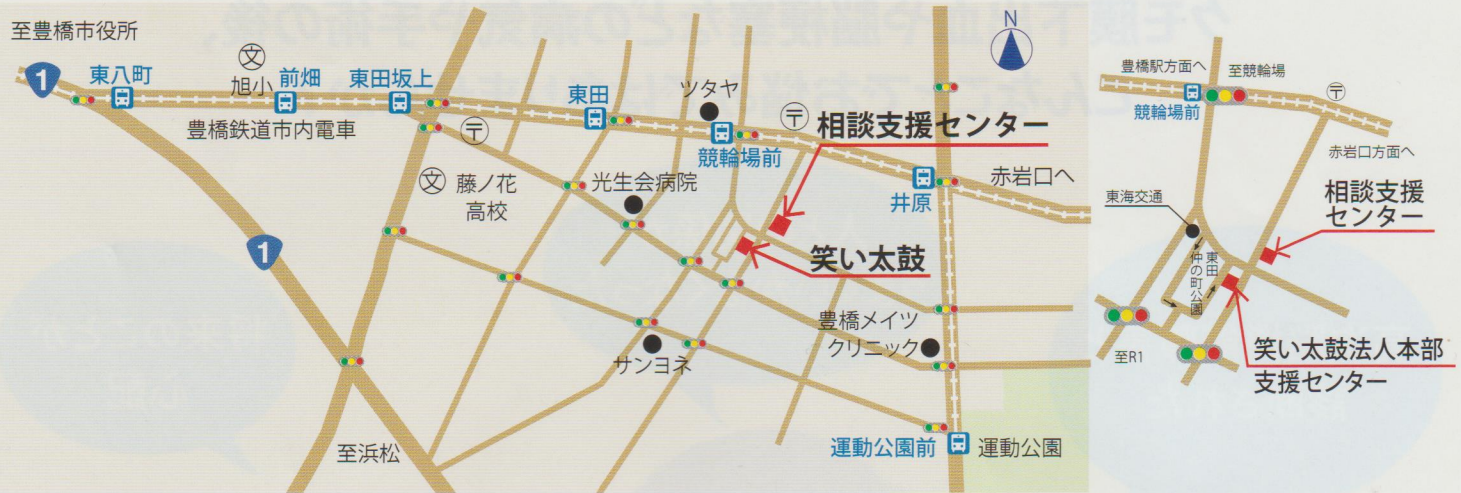 至豊橋市役所
1
東八町
文
旭小
前畑
東田坂上
豊橋鉄道市内電車
〒
東田
ツタヤ
競輪場前
〒
相談支援センター
N
井原
赤岩口へ
文
藤ノ花
高校
光生会病院
笑い太鼓
1
サンヨネ
豊橋メイツ
クリニック
至浜松
運動公園前
運動公園
豊橋駅方面へ
至競輪場
〒
競輪場前
赤岩口方面へ
東海交通
相談支援
センター
東田
仲の町公園
至R1
笑い太鼓法人本部
支援センター